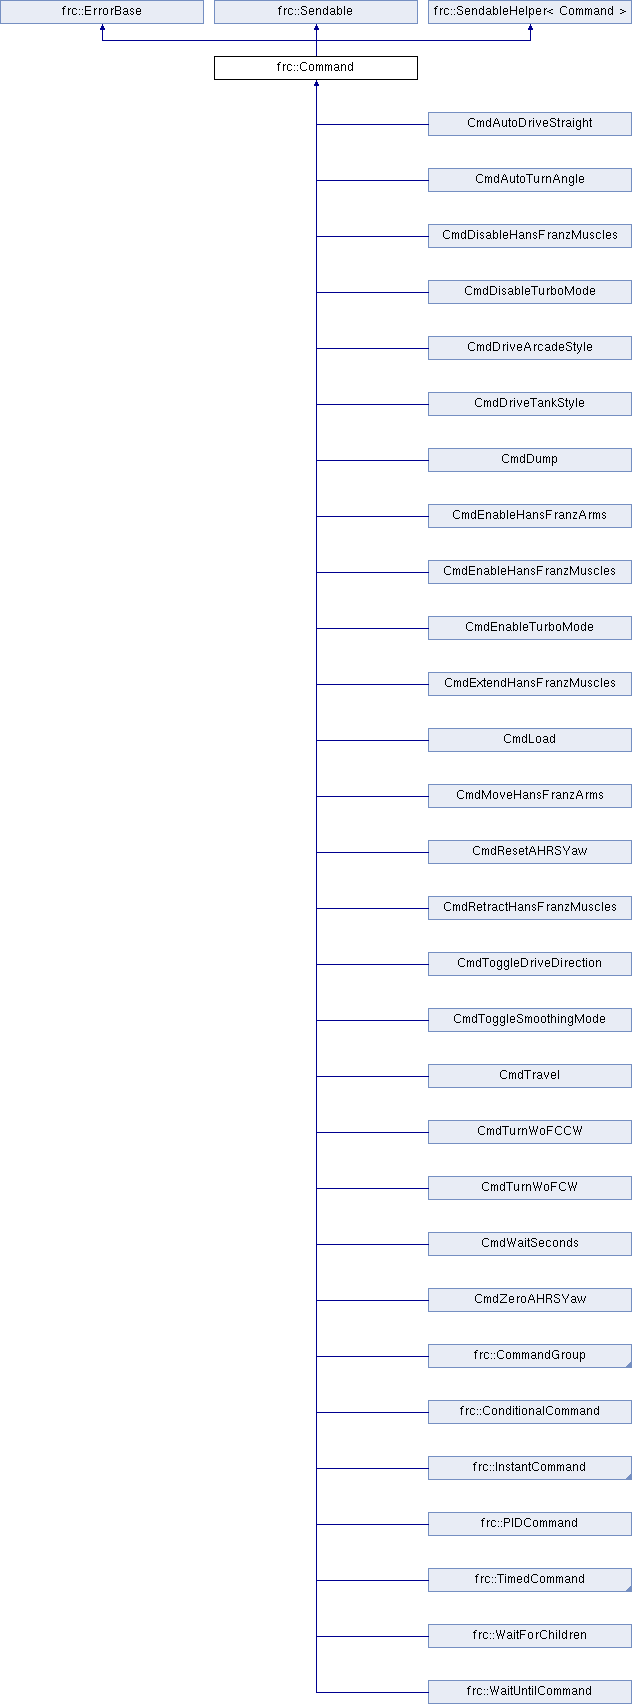 frc::ErrorBase
frc::Sendable
frc::SendableHelper< Command >
frc::Command
CmdAutoDriveStraight
CmdAutoTurnAngle
CmdDisableHansFranzMuscles
CmdDisableTurboMode
CmdDriveArcadeStyle
CmdDriveTankStyle
CmdDump
CmdEnableHansFranzArms
CmdEnableHansFranzMuscles
CmdEnableTurboMode
CmdExtendHansFranzMuscles
CmdLoad
CmdMoveHansFranzArms
CmdResetAHRSYaw
CmdRetractHansFranzMuscles
CmdToggleDriveDirection
CmdToggleSmoothingMode
CmdTravel
CmdTurnWoFCCW
CmdTurnWoFCW
CmdWaitSeconds
CmdZeroAHRSYaw
frc::CommandGroup
frc::ConditionalCommand
frc::InstantCommand
frc::PIDCommand
frc::TimedCommand
frc::WaitForChildren
frc::WaitUntilCommand